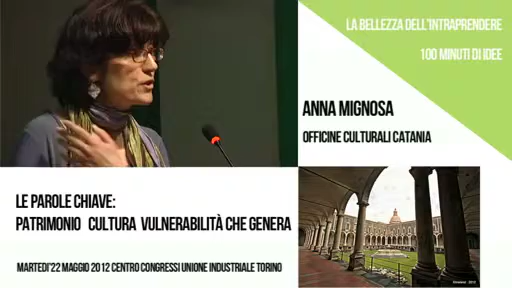 LA BELLEZZA DELL'INTRAPRENDERE
100 MINUTI DI IDEE
ANNA MIGNOSA
OFFICINE CULTURALI CATANIA
LE PAROLE CHIAVE:
PATRIMONIO CULTURA VULNERABILITÀ CHE GENERA
MARTEDI'22 MAGGIO 2012 CENTRO CONGRESSI UNIONE INDUSTRIALE TORINO